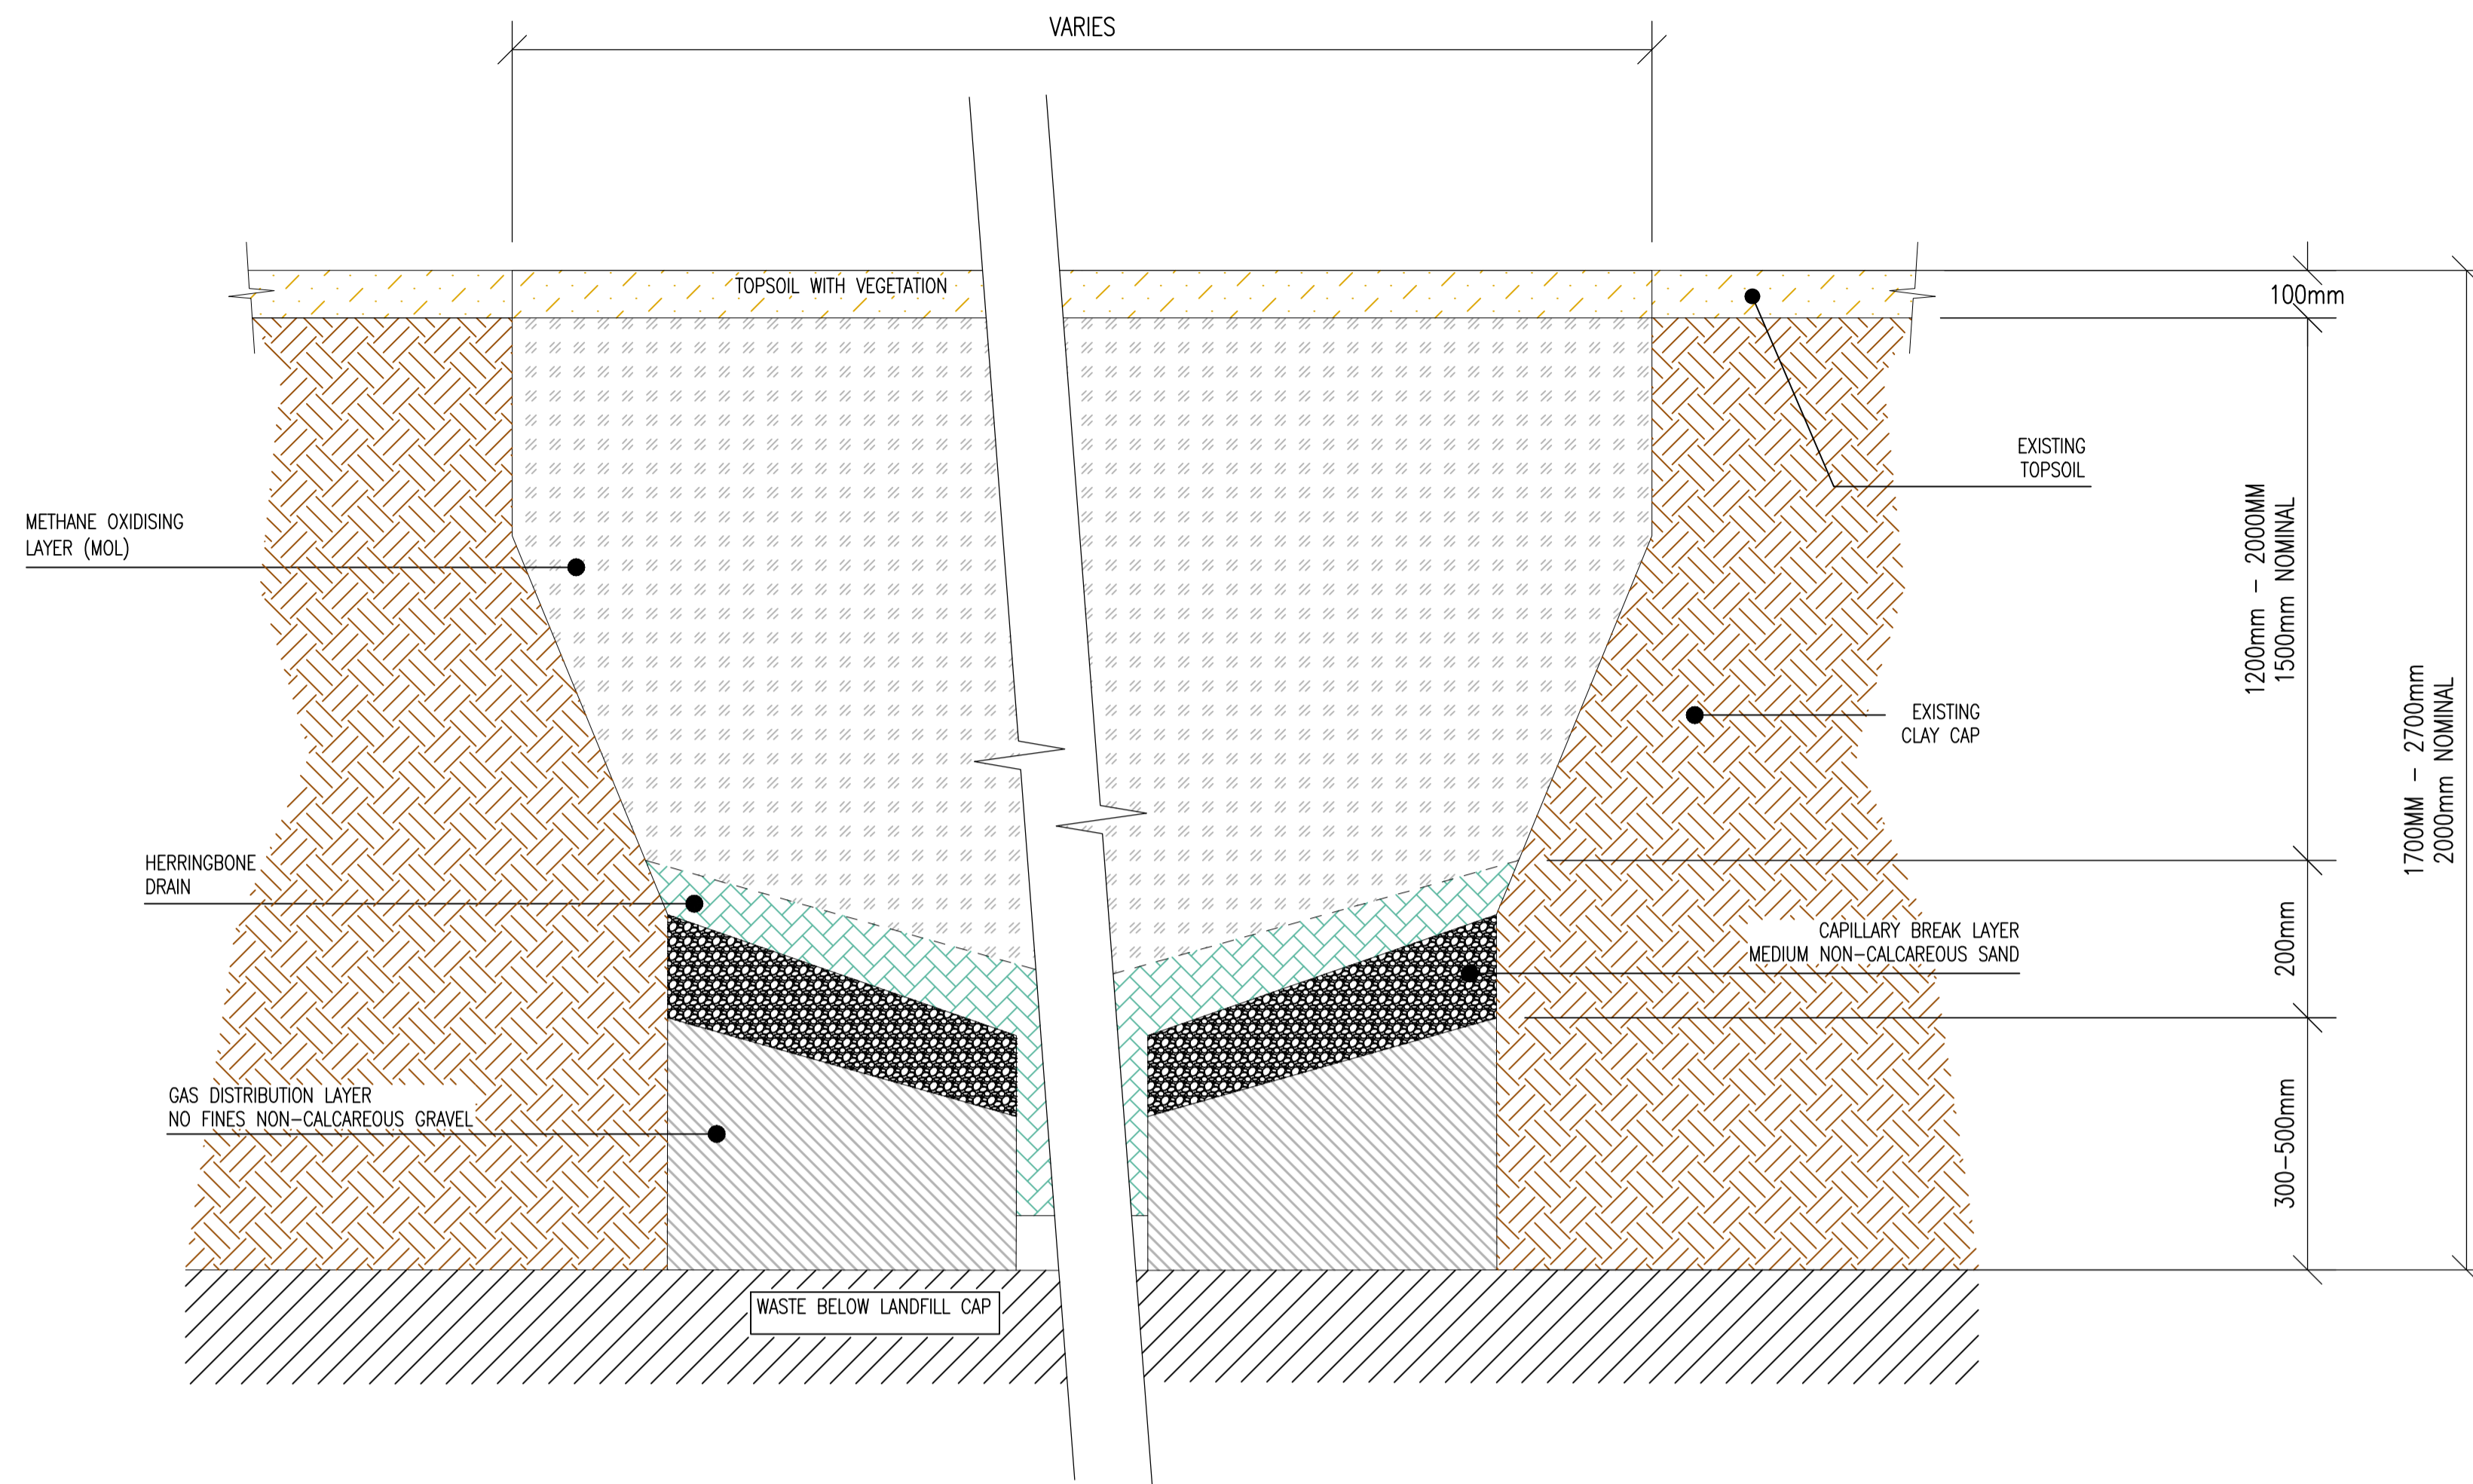 VARIES
TOPSOIL WITH VEGETATION
100mm
EXISTING
TOPSOIL
METHANE OXIDISING
LAYER (MOL)
1200mm - 2000MM
1500mm NOMINAL
1700MM - 2700mm
2000mm NOMINAL
EXISTING
CLAY CAP
HERRINGBONE
DRAIN
CAPILLARY BREAK LAYER
MEDIUM NON-CALCAREOUS SAND
200mm
GAS DISTRIBUTION LAYER
NO FINES NON-CALCAREOUS GRAVEL
300-500mm
WASTE BELOW LANDFILL CAP